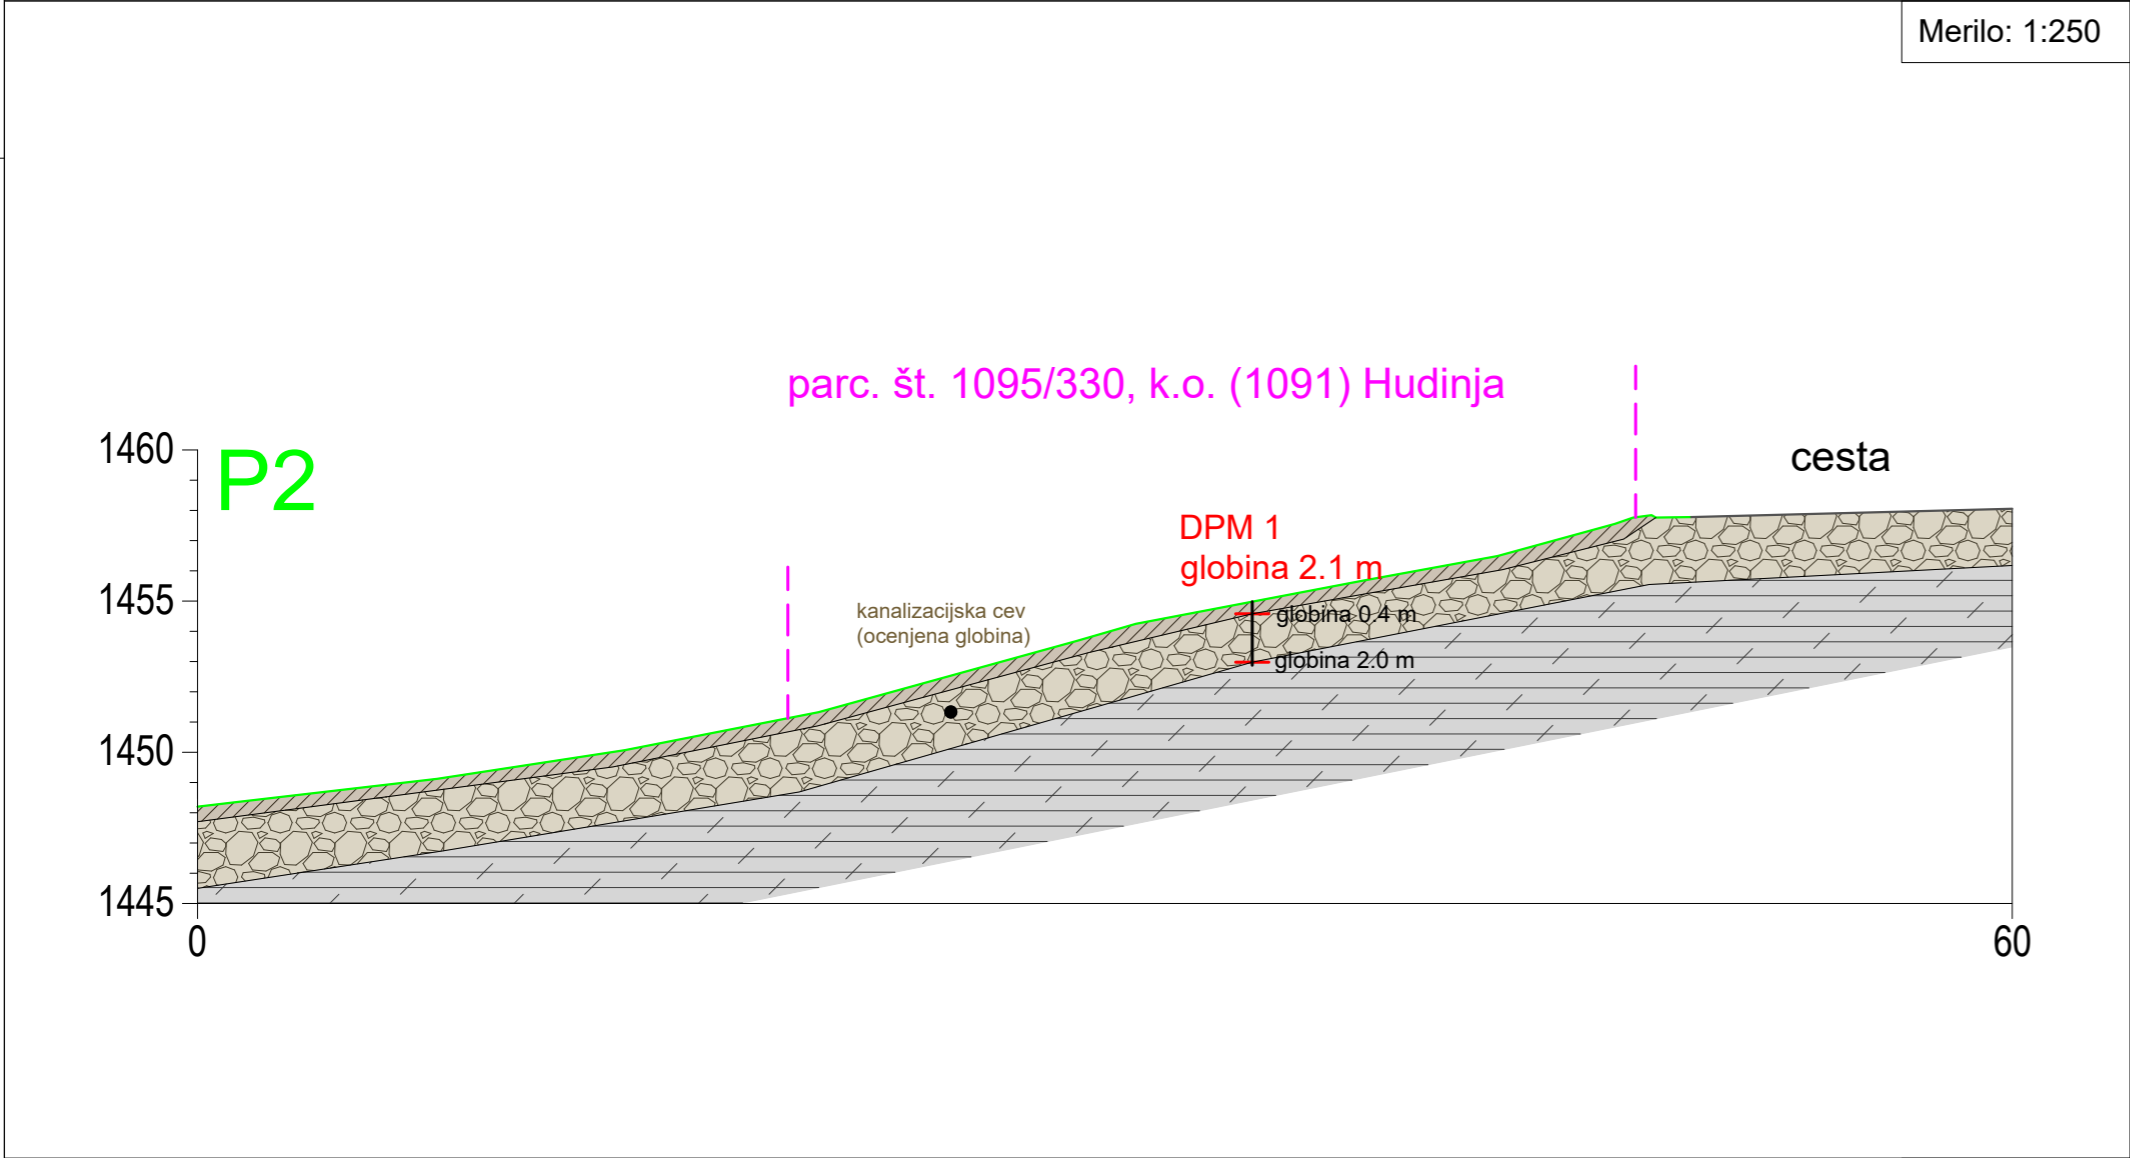 Merilo: 1:250
parc. št. 1095/330, k.o. (1091) Hudinja
1460
P2
cesta
DPM 1
globina 2.1 m
1455
kanalizacijska cev
(ocenjena globina)
globina 0.4 m
globina 2.0 m
1450
1445
0
60